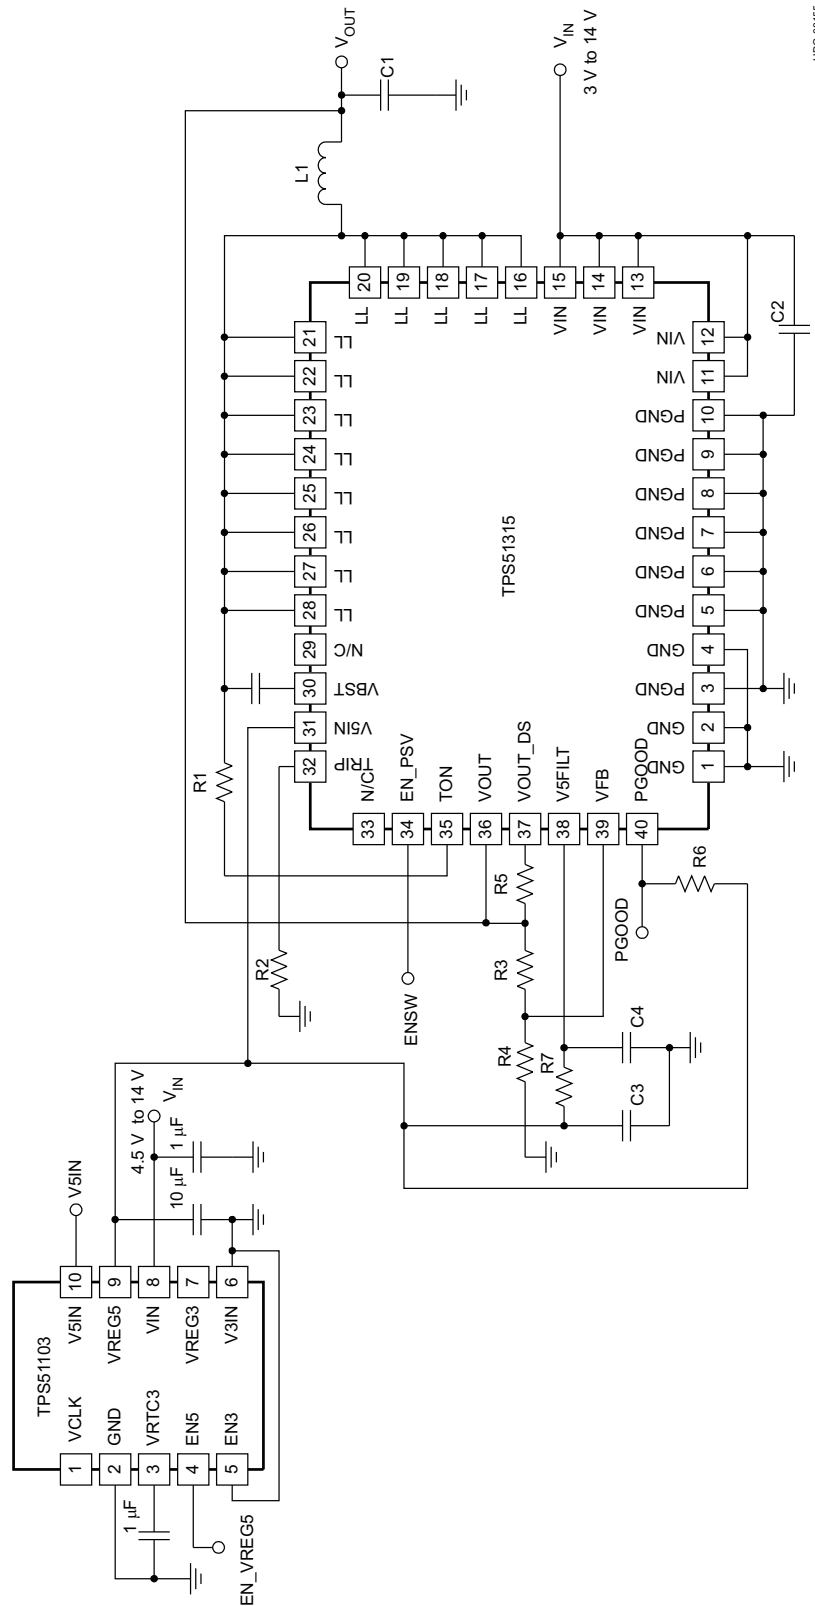 TPS51103
1 VCLK
V5IN 10
V5IN
2 GND
VREG5 9
3 VRTC3
VIN 8
4 EN5
VREG3 7
5 EN3
V3IN 6
1 µF
EN_VREG5
4.5 V to 14 V
VIN
10 µF
1 µF
R2
R1
ENSW
32 TRIP
31 V5IN
30 VBST
29 N/C
28 LL
27 LL
26 LL
25 LL
24 LL
23 LL
22 LL
21 LL
33 N/C
34 EN_PSV
35 TON
36 VOUT
37 VOUT_DS
38 V5FILT
39 VFB
40 PGOOD
TPS51315
LL 20
LL 19
LL 18
LL 17
LL 16
VIN 15
VIN 14
VIN 13
L1
VOUT
C1
VIN
3 V to 14 V
R4
R3
R5
R7
C3
C4
PGOOD
R6
GND 1
GND 2
PGND 3
GND 4
PGND 5
PGND 6
PGND 7
PGND 8
PGND 9
PGND 10
VIN 11
VIN 12
C2